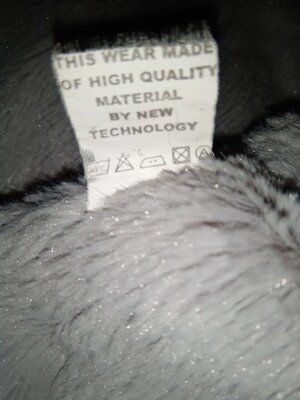 THIS WEAR MADE
OF HIGH QUALITY
MATERIAL
BY NEW
TECHNOLOGY
A